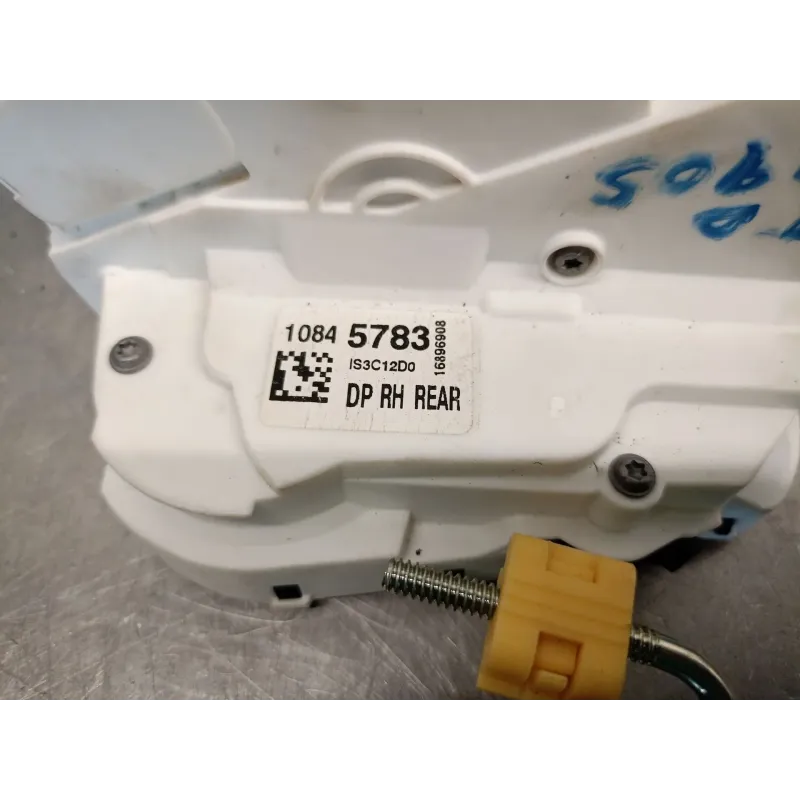 1084 5783
16896908
IS3C12D0
DP RH REAR